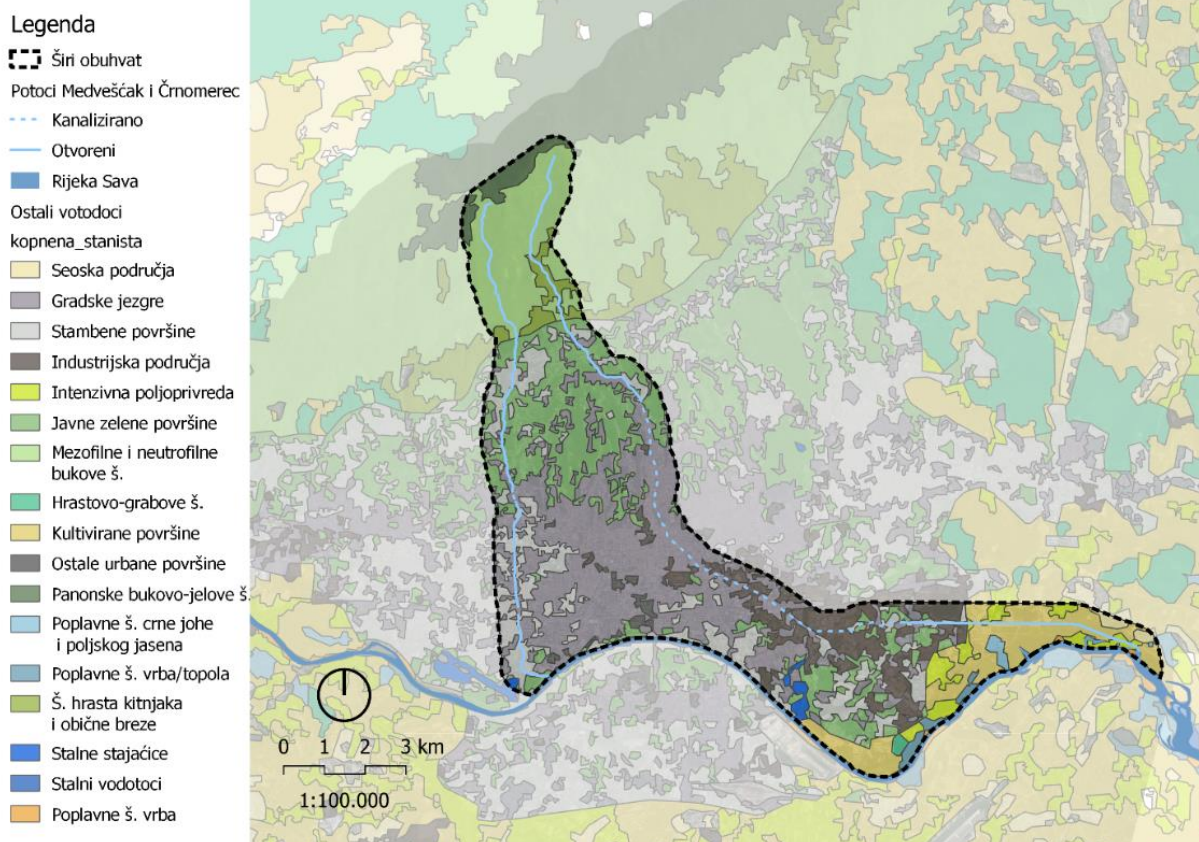 Legenda
Širi obuhvat
Potoci Medvešćak i Črnomerec
Kanalizirano
Otvoreni
Rijeka Sava
Ostali votodoci
kopnena_stanista
Seoska područja
Gradske jezgre
Stambene površine
Industrijska područja
Intenzivna poljoprivreda
Javne zelene površine
Mezofilne i neutrofilne
bukove š.
Hrastovo-grabove š.
Kultivirane površine
Ostale urbane površine
Panonske bukovo-jelove š.
Poplavne š. crne johe
i poljskog jasena
Poplavne š. vrba/topola
Š. hrasta kitnjaka
i obične breze
Stalne stajaćice
Stalni vodotoci
Poplavne š. vrba
0 1 2 3 km
1:100.000